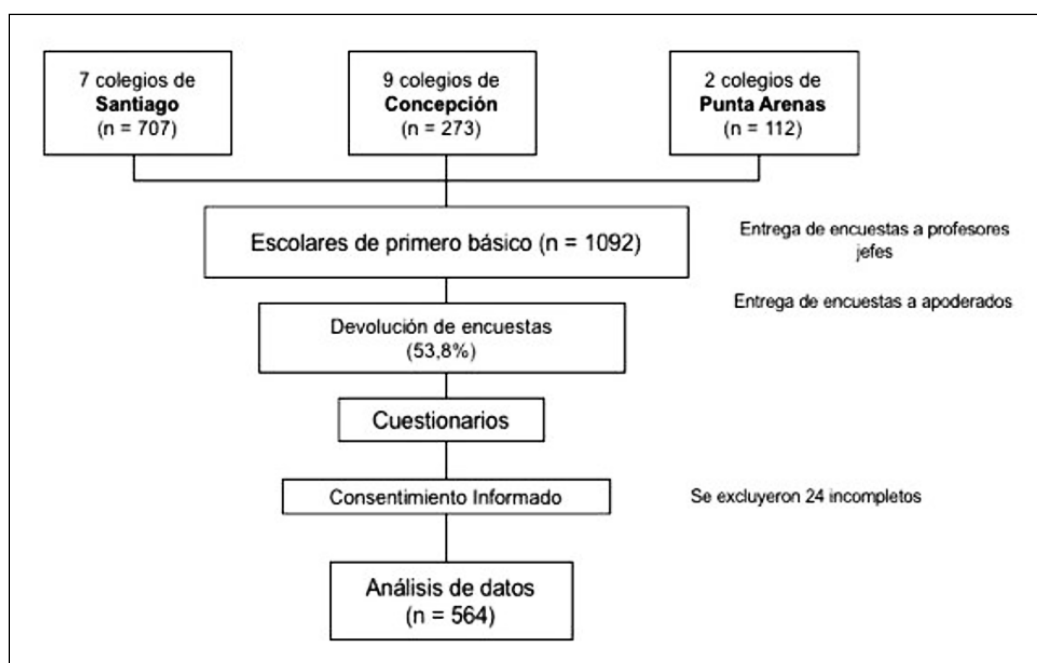 7 colegios de
Santiago
(n = 707)
9 colegios de
Concepción
(n = 273)
2 colegios de
Punta Arenas
(n = 112)
Escolares de primero básico (n = 1092)
Entrega de encuestas a profesores
jefes
Entrega de encuestas a apoderados
Devolución de encuestas
(53,8%)
Cuestionarios
Consentimiento Informado
Se excluyeron 24 incompletos
Análisis de datos
(n = 564)